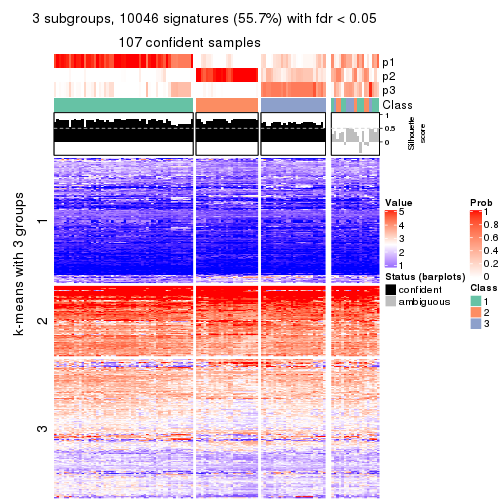 3 subgroups, 10046 signatures (55.7%) with fdr < 0.05
107 confident samples
p1
p2
p3
Class
1
0.5
0
Silhouette
score
k-means with 3 groups
1
2
3
Value
5
4
3
2
1
Status (barplots)
confident
ambiguous
Prob
1
0.8
0.6
0.4
0.2
0
Class
1
2
3